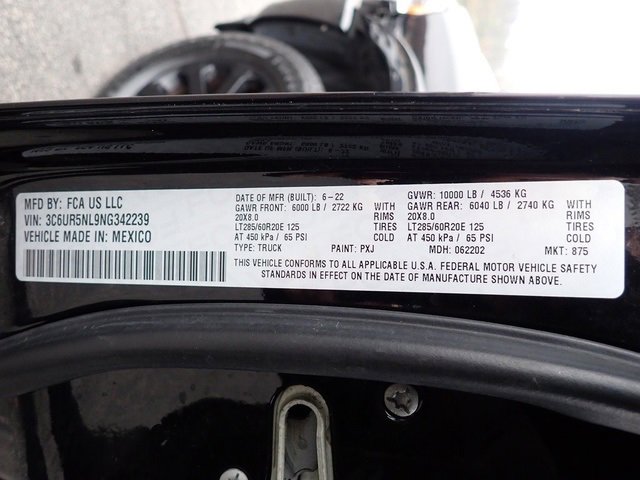 MFD BY: FCA US LLC
VIN: 3C6UR5NL9NG342239
VEHICLE MADE IN: MEXICO
DATE OF MFR (BUILT): 6-22
GAWR FRONT: 6000 LB / 2722 KG WITH
20X8.0 RIMS
LT285/60R20E 125 TIRES
AT 450 kPa / 65 PSI COLD
TYPE: TRUCK PAINT: PXJ
GVWR: 10000 LB / 4536 KG
GAWR REAR: 6040 LB / 2740 KG WITH
20X8.0 RIMS
LT285/60R20E 125 TIRES
AT 450 kPa / 65 PSI COLD
MDH: 062202 MKT: 875
THIS VEHICLE CONFORMS TO ALL APPLICABLE U.S.A. FEDERAL MOTOR VEHICLE SAFETY
STANDARDS IN EFFECT ON THE DATE OF MANUFACTURE SHOWN ABOVE.